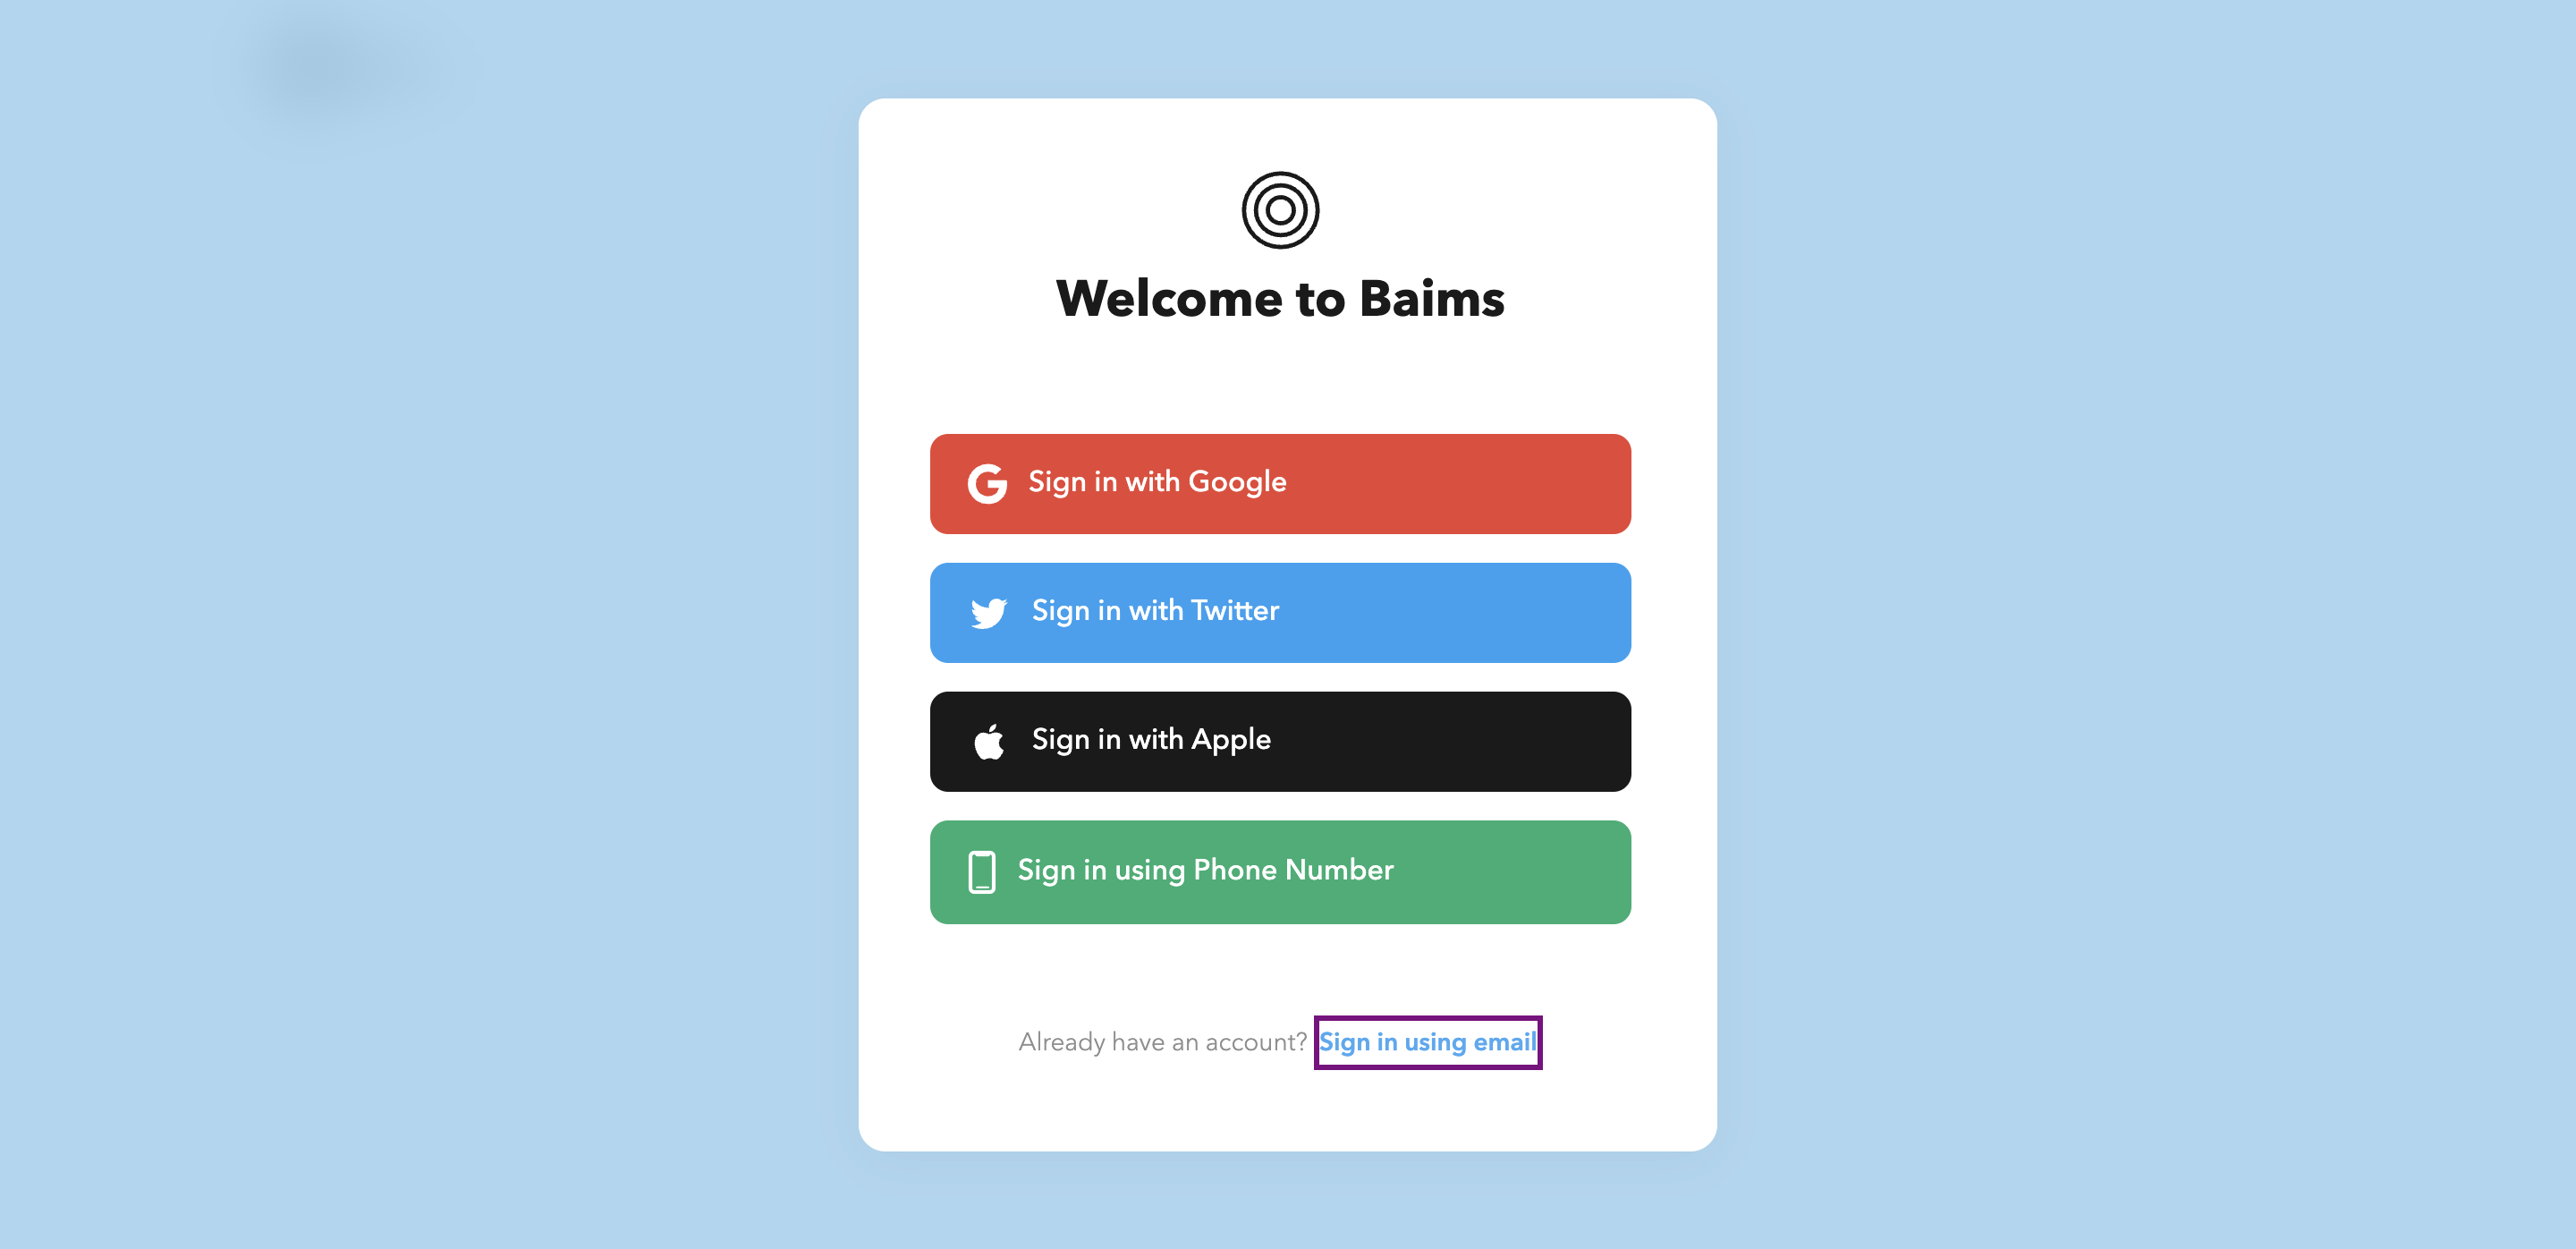 Welcome to Baims
Sign in with Google
Sign in with Twitter
Sign in with Apple
Sign in using Phone Number
Already have an account? Sign in using email